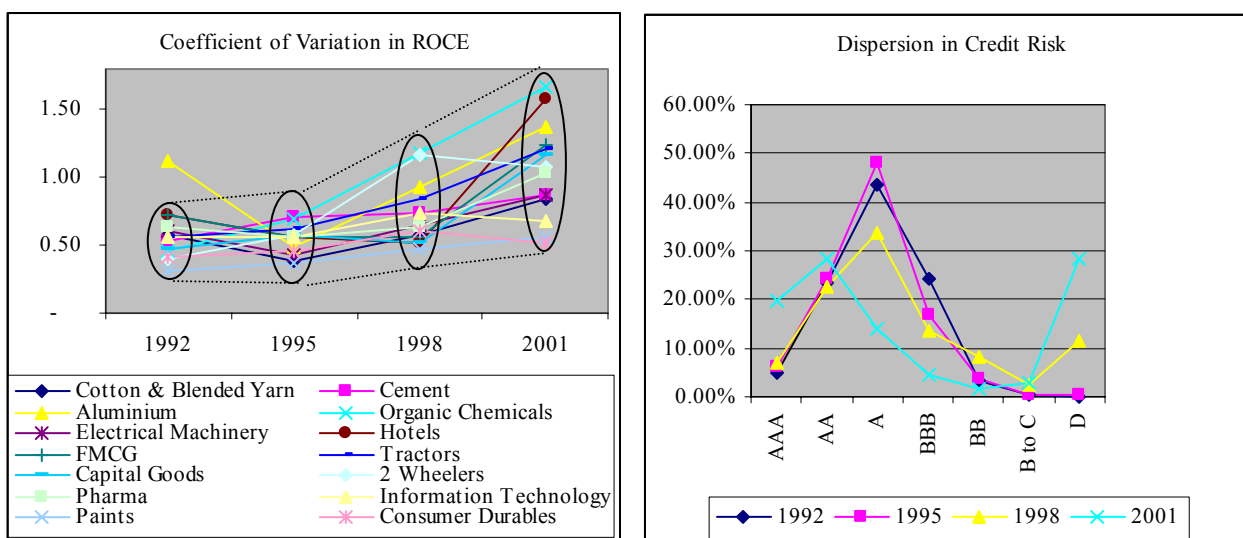 Coefficient of Variation in ROCE
1.50
1.00
0.50
-
1992 1995 1998 2001
Cotton & Blended Yarn Cement
Aluminium Organic Chemicals
Electrical Machinery Hotels
FMCG Tractors
Capital Goods 2 Wheelers
Pharma Information Technology
Paints Consumer Durables
Dispersion in Credit Risk
60.00%
50.00%
40.00%
30.00%
20.00%
10.00%
0.00%
AAA
AA
A
BBB
BB
B to C
D
1992 1995 1998 2001